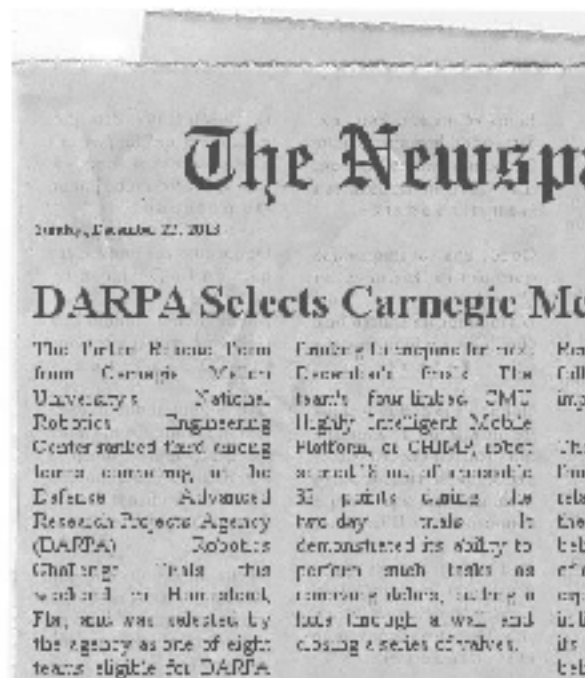 The Newspa
Sunday, December 22, 2013
DARPA Selects Carnegie Me
The Tartan Rescue Team
from Carnegie Mellon
University's National
Robotics Engineering
Center ranked third among
teams competing in the
Defense Advanced
Research Projects Agency
(DARPA) Robotics
Challenge Trials this
weekend in Homestead,
Fla., and was selected by
the agency as one of eight
teams eligible for DARPA
funding to prepare for next
December's finals. The
team's four-limbed CMU
Highly Intelligent Mobile
Platform, or CHIMP, robot
scored 18 out of a possible
32 points during the
two-day trials. It
demonstrated its ability to
perform such tasks as
removing debris, cutting a
hole through a wall and
closing a series of valves.
the
its